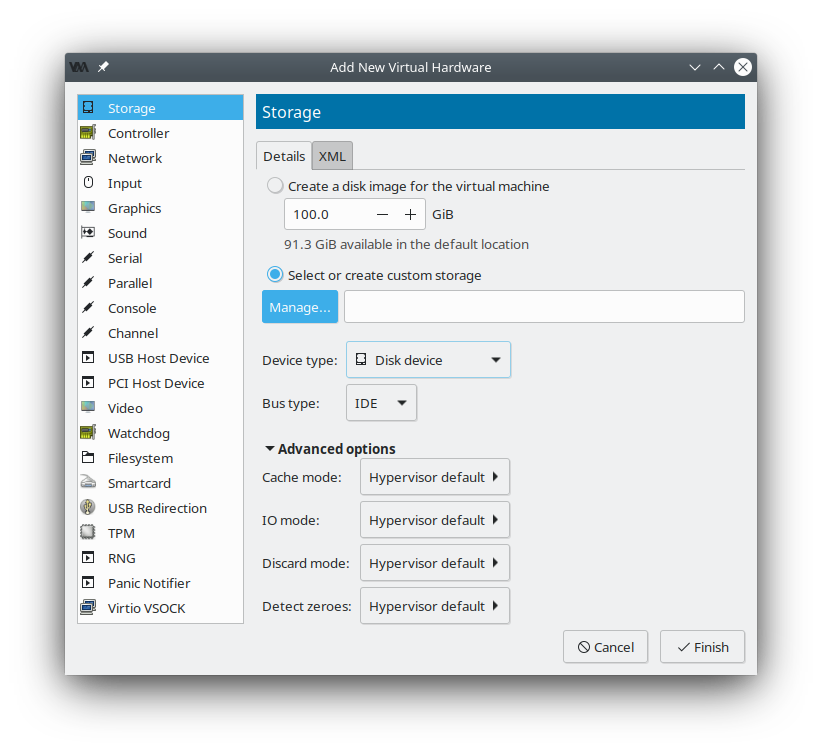 Add New Virtual Hardware
Storage
Controller
Network
Input
Graphics
Sound
Serial
Parallel
Console
Channel
USB Host Device
PCI Host Device
Video
Watchdog
Filesystem
Smartcard
USB Redirection
TPM
RNG
Panic Notifier
Virtio VSOCK
Storage
Details XML
Create a disk image for the virtual machine
100.0 − + GiB
91.3 GiB available in the default location
Select or create custom storage
Manage...
Device type: Disk device
Bus type: IDE
Advanced options
Cache mode: Hypervisor default
IO mode: Hypervisor default
Discard mode: Hypervisor default
Detect zeroes: Hypervisor default
Cancel Finish